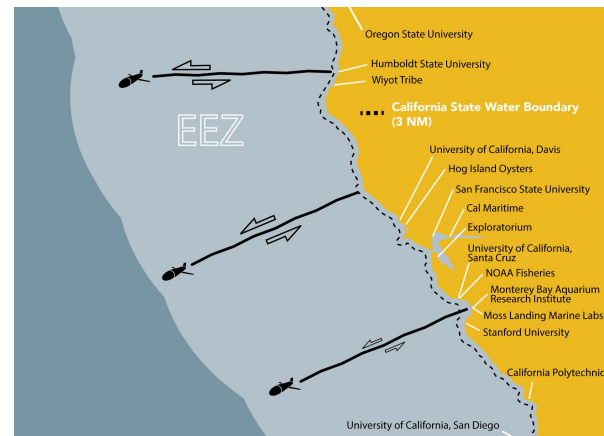 Oregon State University
Humboldt State University
Wiyot Tribe
EEZ
California State Water Boundary
(3 NM)
University of California, Davis
Hog Island Oysters
San Francisco State University
Cal Maritime
Exploratorium
University of California,
Santa Cruz
NOAA Fisheries
Monterey Bay Aquarium
Research Institute
Moss Landing Marine Labs
Stanford University
California Polytechnic
University of California, San Diego